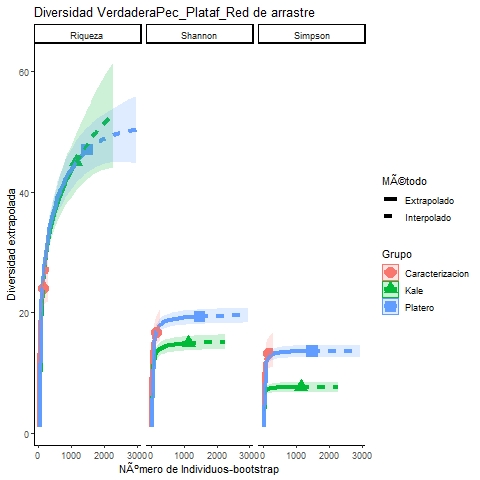 Diversidad VerdaderaPec_Plataf_Red de arrastre
Riqueza Shannon Simpson
60
40
20
0
Diversidad extrapolada
0 1000 2000 3000 0 1000 2000 3000 0 1000 2000 3000
NÃºmero de Individuos-bootstrap
MÃ©todo
Extrapolado
Interpolado
Grupo
Caracterizacion
Kale
Platero